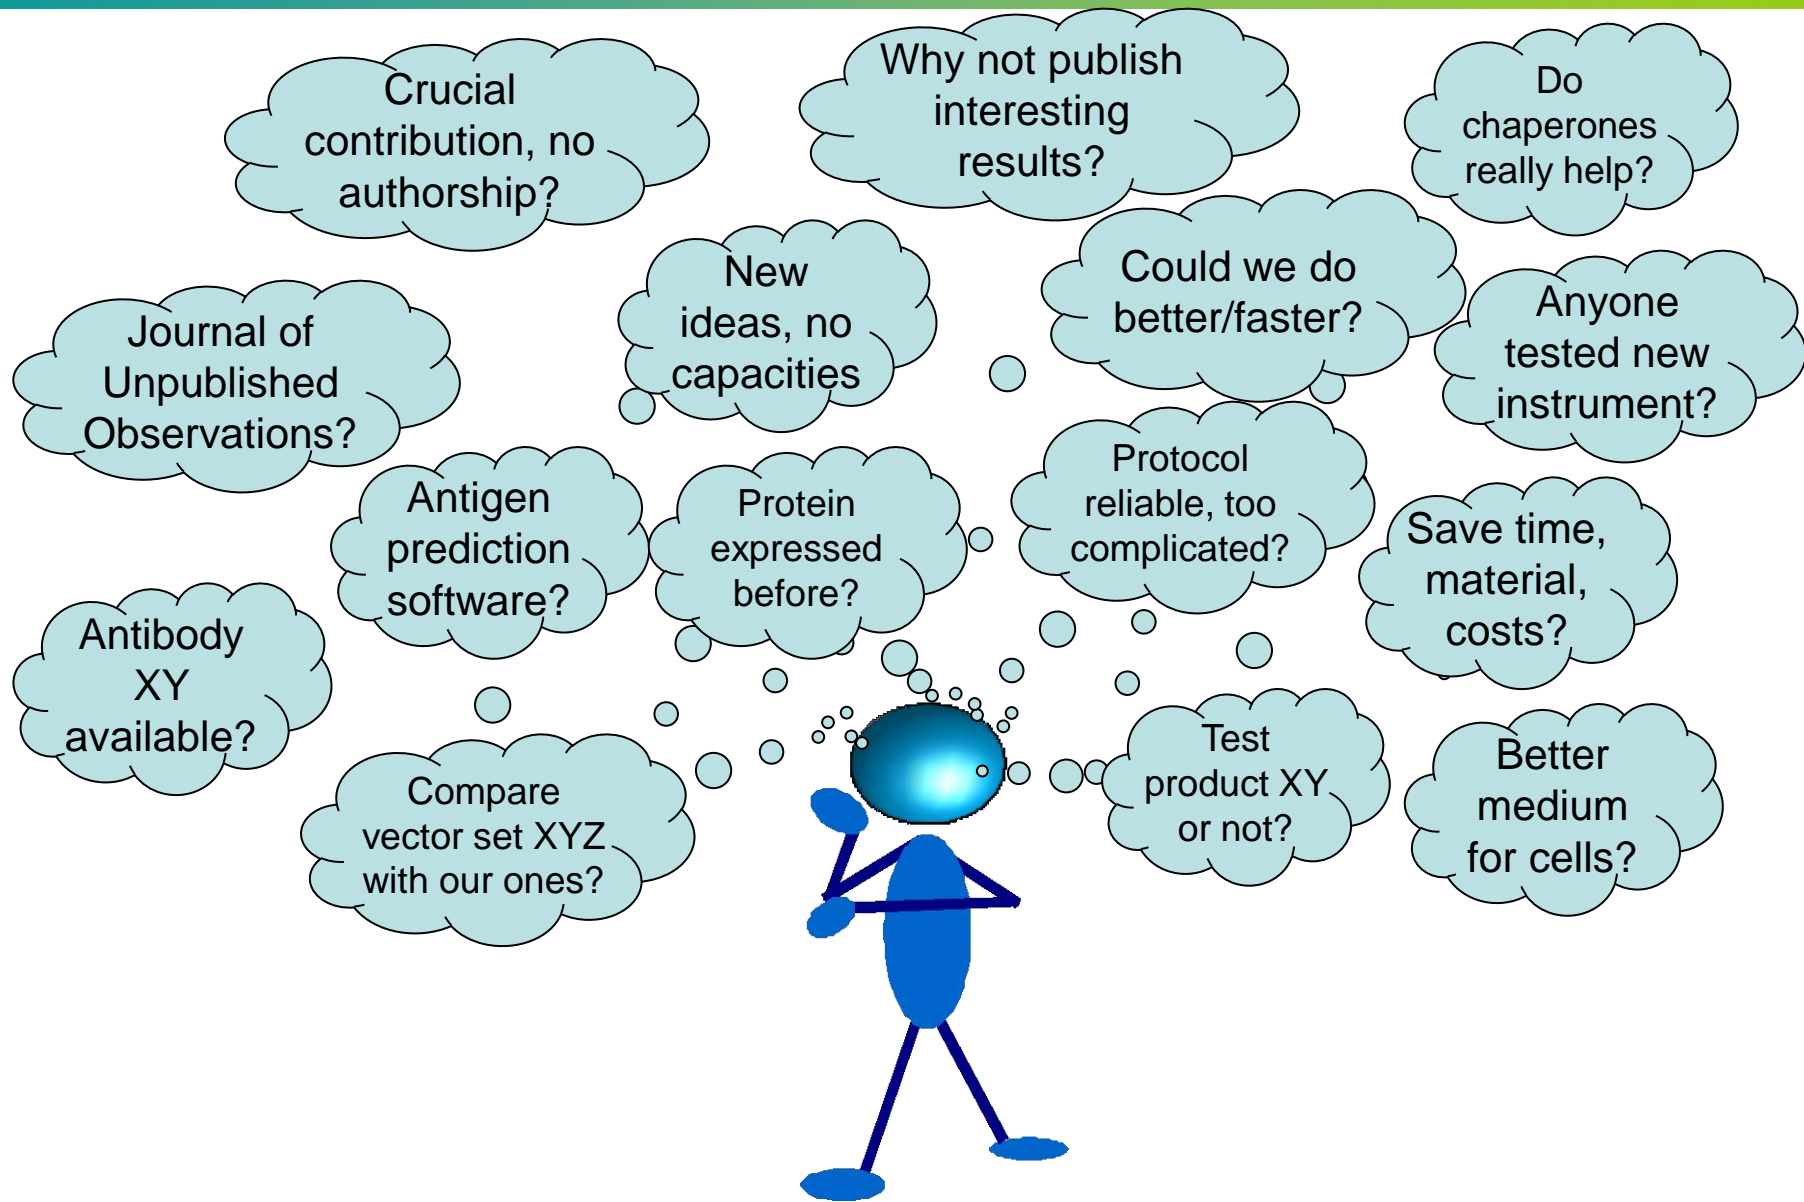 Crucial
contribution, no
authorship?
Why not publish
interesting
results?
Do
chaperones
really help?
Journal of
Unpublished
Observations?
New
ideas, no
capacities
Could we do
better/faster?
Anyone
tested new
instrument?
Antigen
prediction
software?
Protein
expressed
before?
Protocol
reliable, too
complicated?
Save time,
material,
costs?
Antibody
XY
available?
Compare
vector set XYZ
with our ones?
Test
product XY
or not?
Better
medium
for cells?